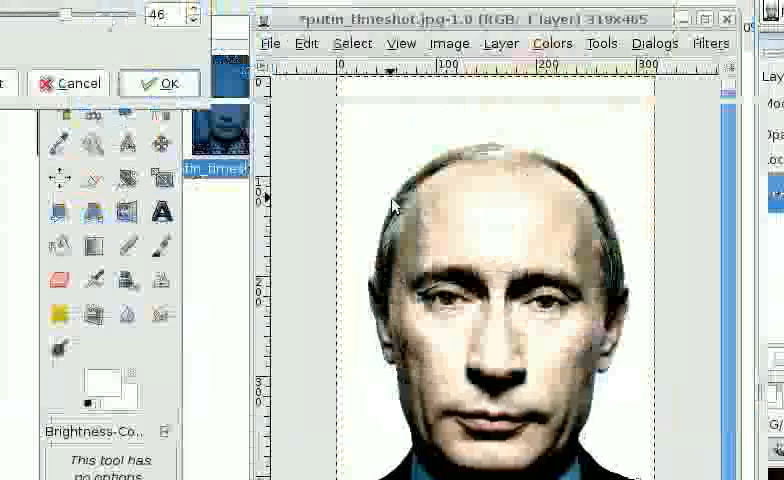 46
*putin_timeshot.jpg-1.0 (RGB, 1 layer) 319x465
File Edit Select View Image Layer Colors Tools Dialogs Filters
Cancel OK
0 100 200 300
Brightness-Co...
This tool has
no options.